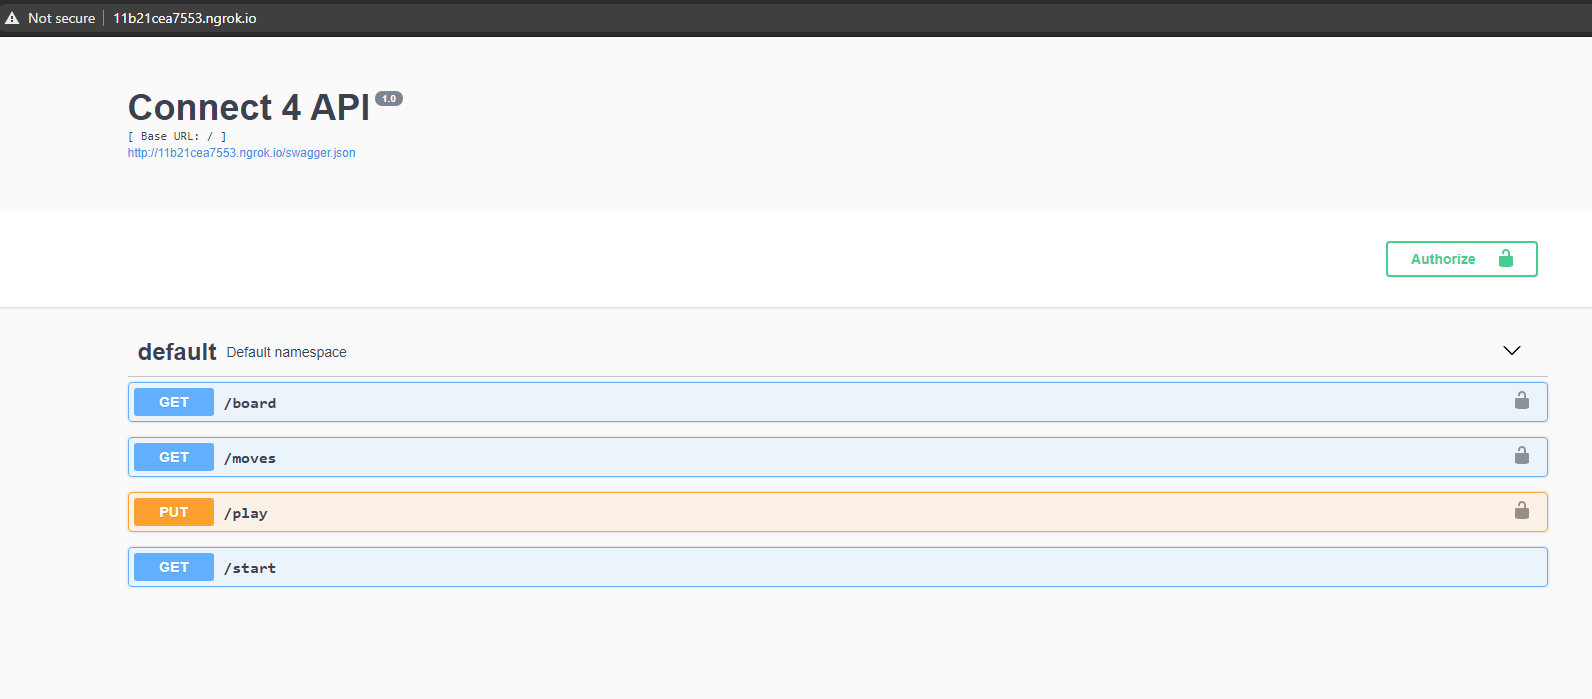 Not secure 11b21cea7553.ngrok.io
Connect 4 API 1.0
[ Base URL: / ]
http://11b21cea7553.ngrok.io/swagger.json
Authorize
default Default namespace
GET /board
GET /moves
PUT /play
GET /start